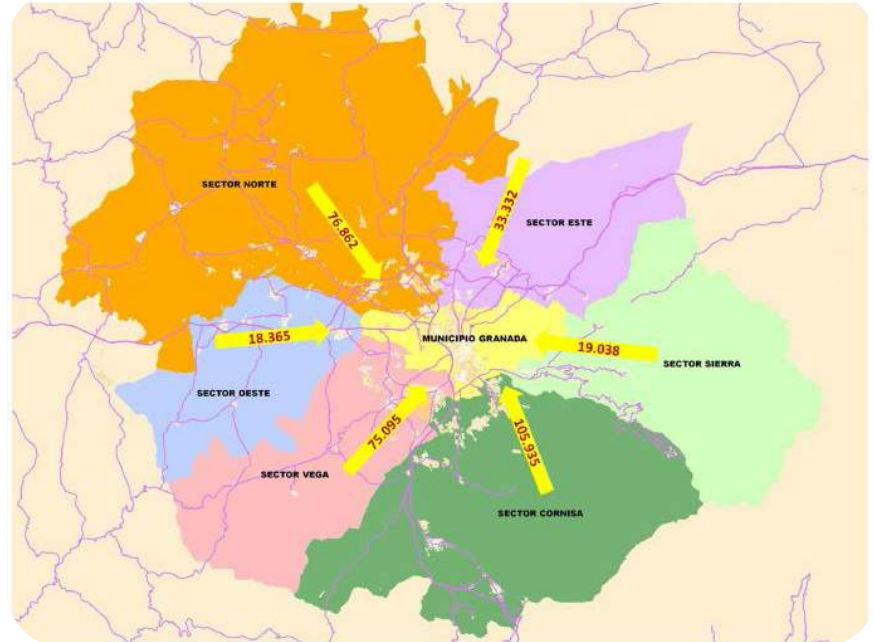 SECTOR NORTE
76.862
33.332
SECTOR ESTE
18.365
MUNICIPIO GRANADA
19.038
SECTOR SIERRA
SECTOR OESTE
75.095
105.935
SECTOR VEGA
SECTOR CORNISA